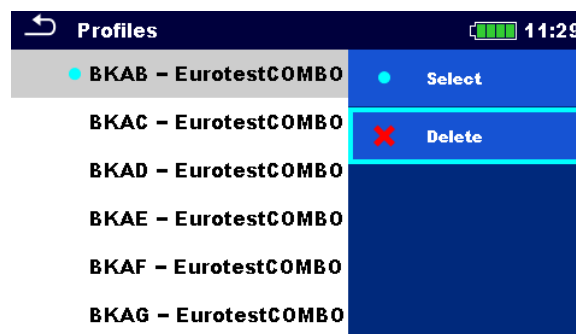 Profiles 11:29
BKAB – EurotestCOMBO
Select
BKAC – EurotestCOMBO
Delete
BKAD – EurotestCOMBO
BKAE – EurotestCOMBO
BKAF – EurotestCOMBO
BKAG – EurotestCOMBO